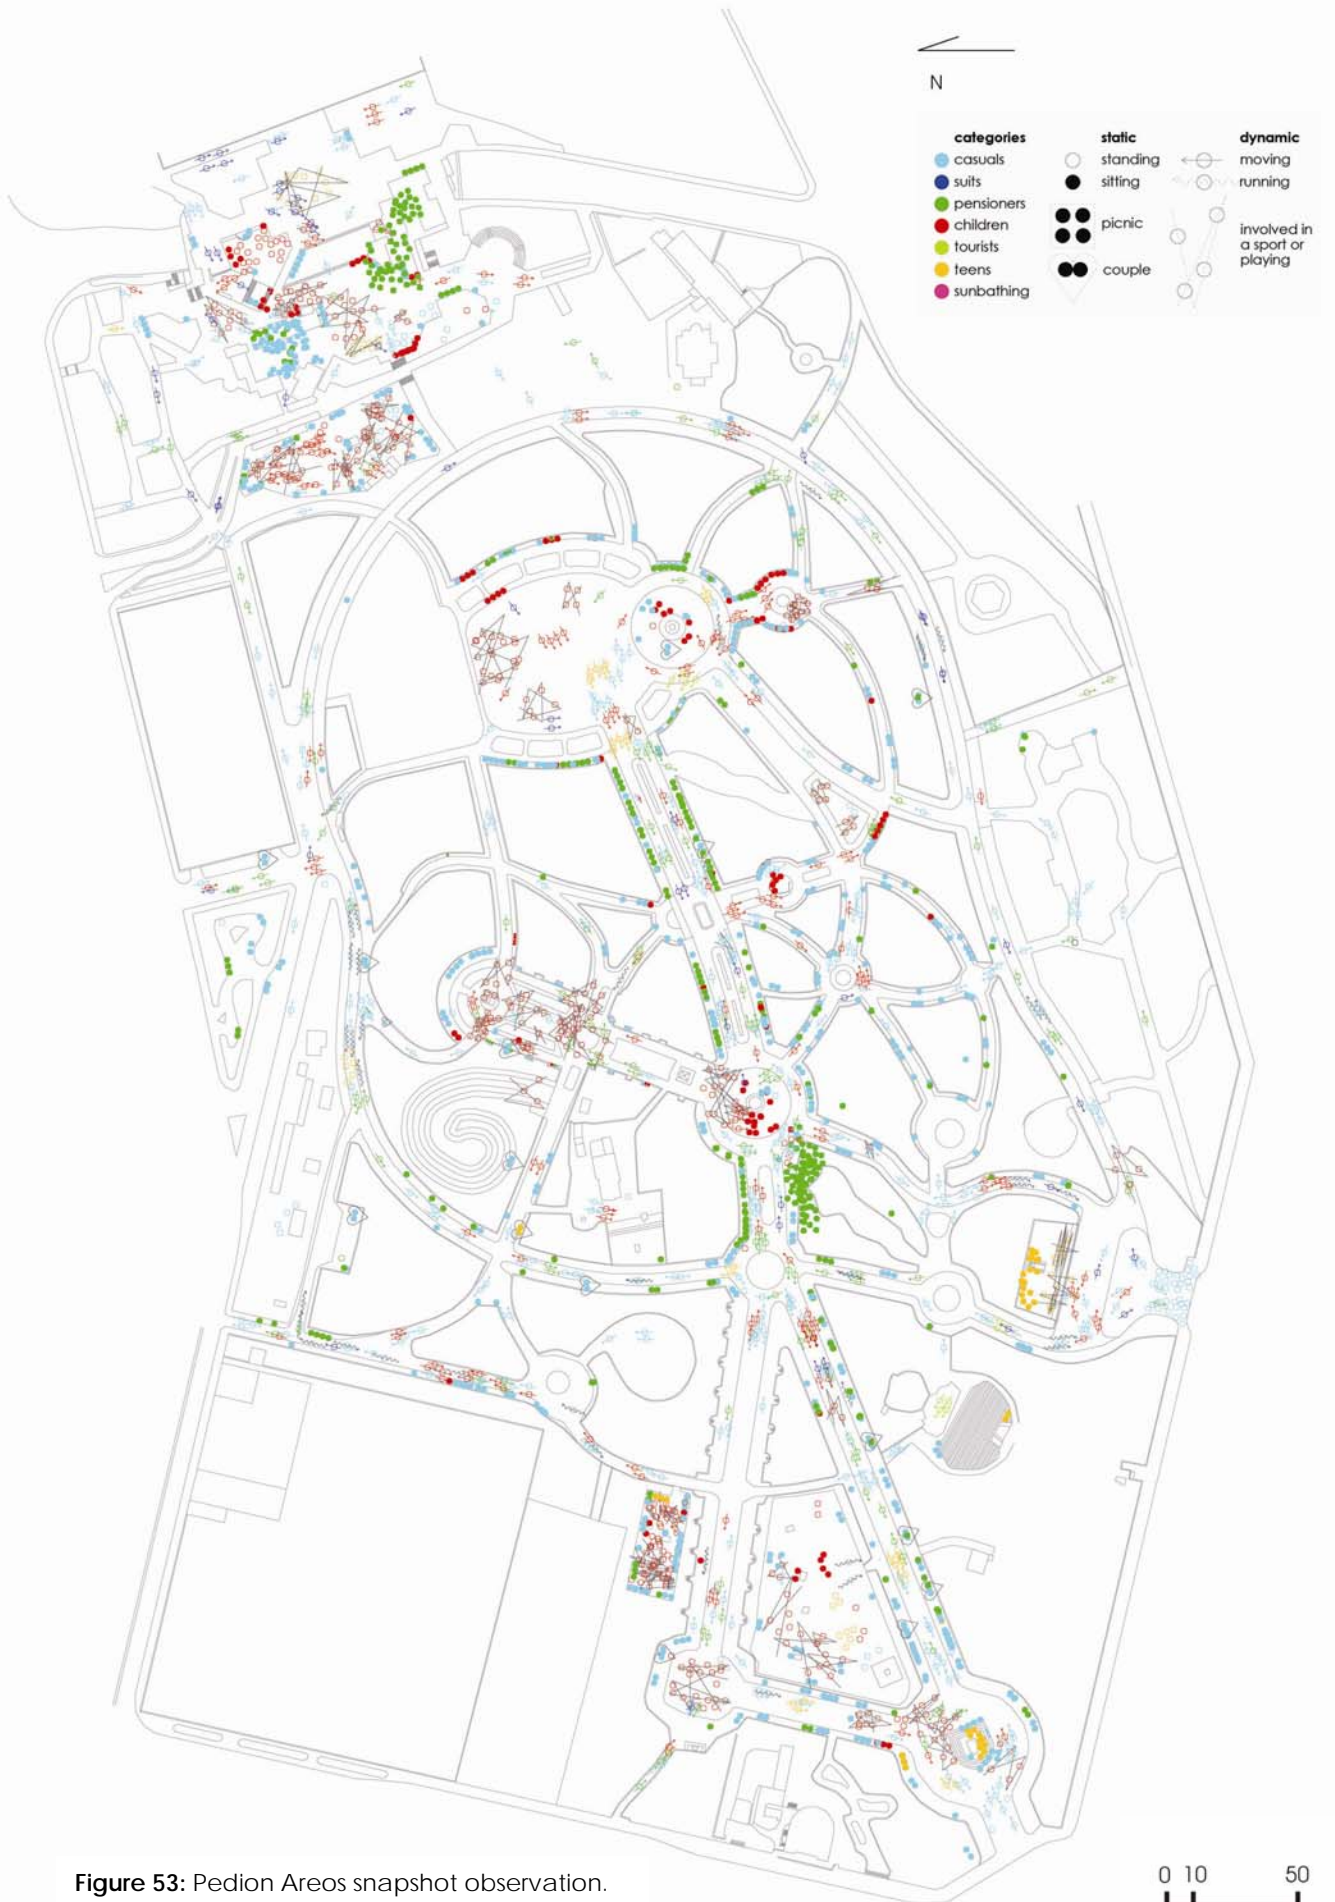 N
categories
casuals
suits
pensioners
children
tourists
teens
sunbathing
static
standing
sitting
picnic
couple
dynamic
moving
running
involved in
a sport or
playing
Figure 53: Pedion Areos snapshot observation.
0 10 50